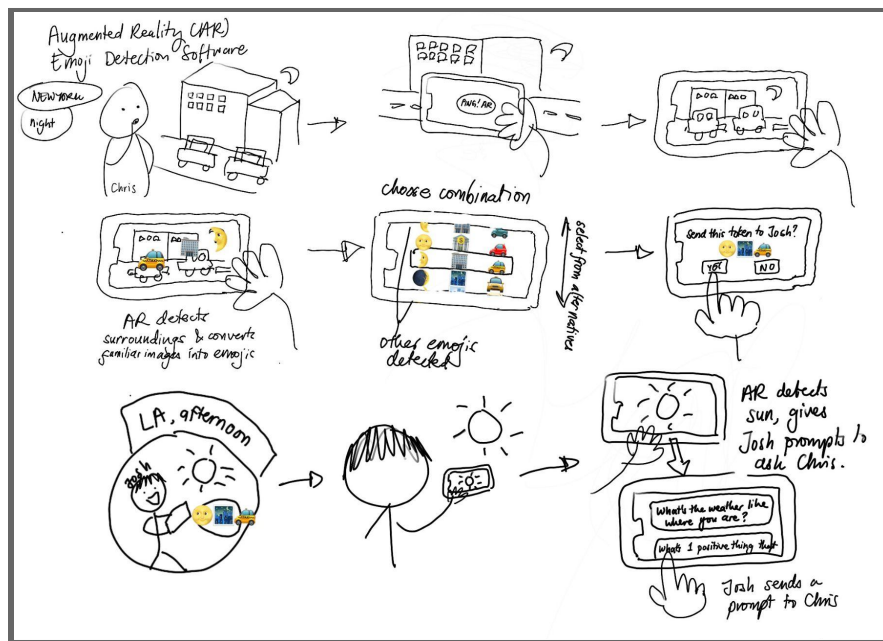 Augmented Reality (AR)
Emoji Detection Software
NEW YORK
night
Chris
AR
choose combination
select from alternatives
other emojis
detected
AR detects
surroundings & converts
familiar images into emojis
Send this token to Josh?
YES
NO
LA, afternoon
Josh
AR detects
sun, gives
Josh prompts to
ask Chris.
What's the weather like
where you are?
Whats 1 positive thing that
Josh sends a
prompt to Chris